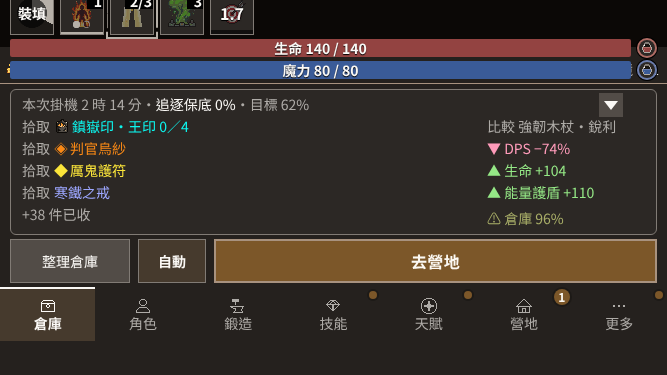 裝填
1
2/3
3
1.7
生命 140 / 140
魔力 80 / 80
本次掛機 2 時 14 分・追逐保底 0%・目標 62%
拾取 鎮嶽印・王印 0／4
拾取 判官烏紗
拾取 厲鬼護符
拾取 寒鐵之戒
+38 件已收
比較 強韌木杖・銳利
▼ DPS −74%
▲ 生命 +104
▲ 能量護盾 +110
⚠ 倉庫 96%
整理倉庫
自動
去營地
倉庫
角色
鍛造
技能
天賦
1
營地
更多